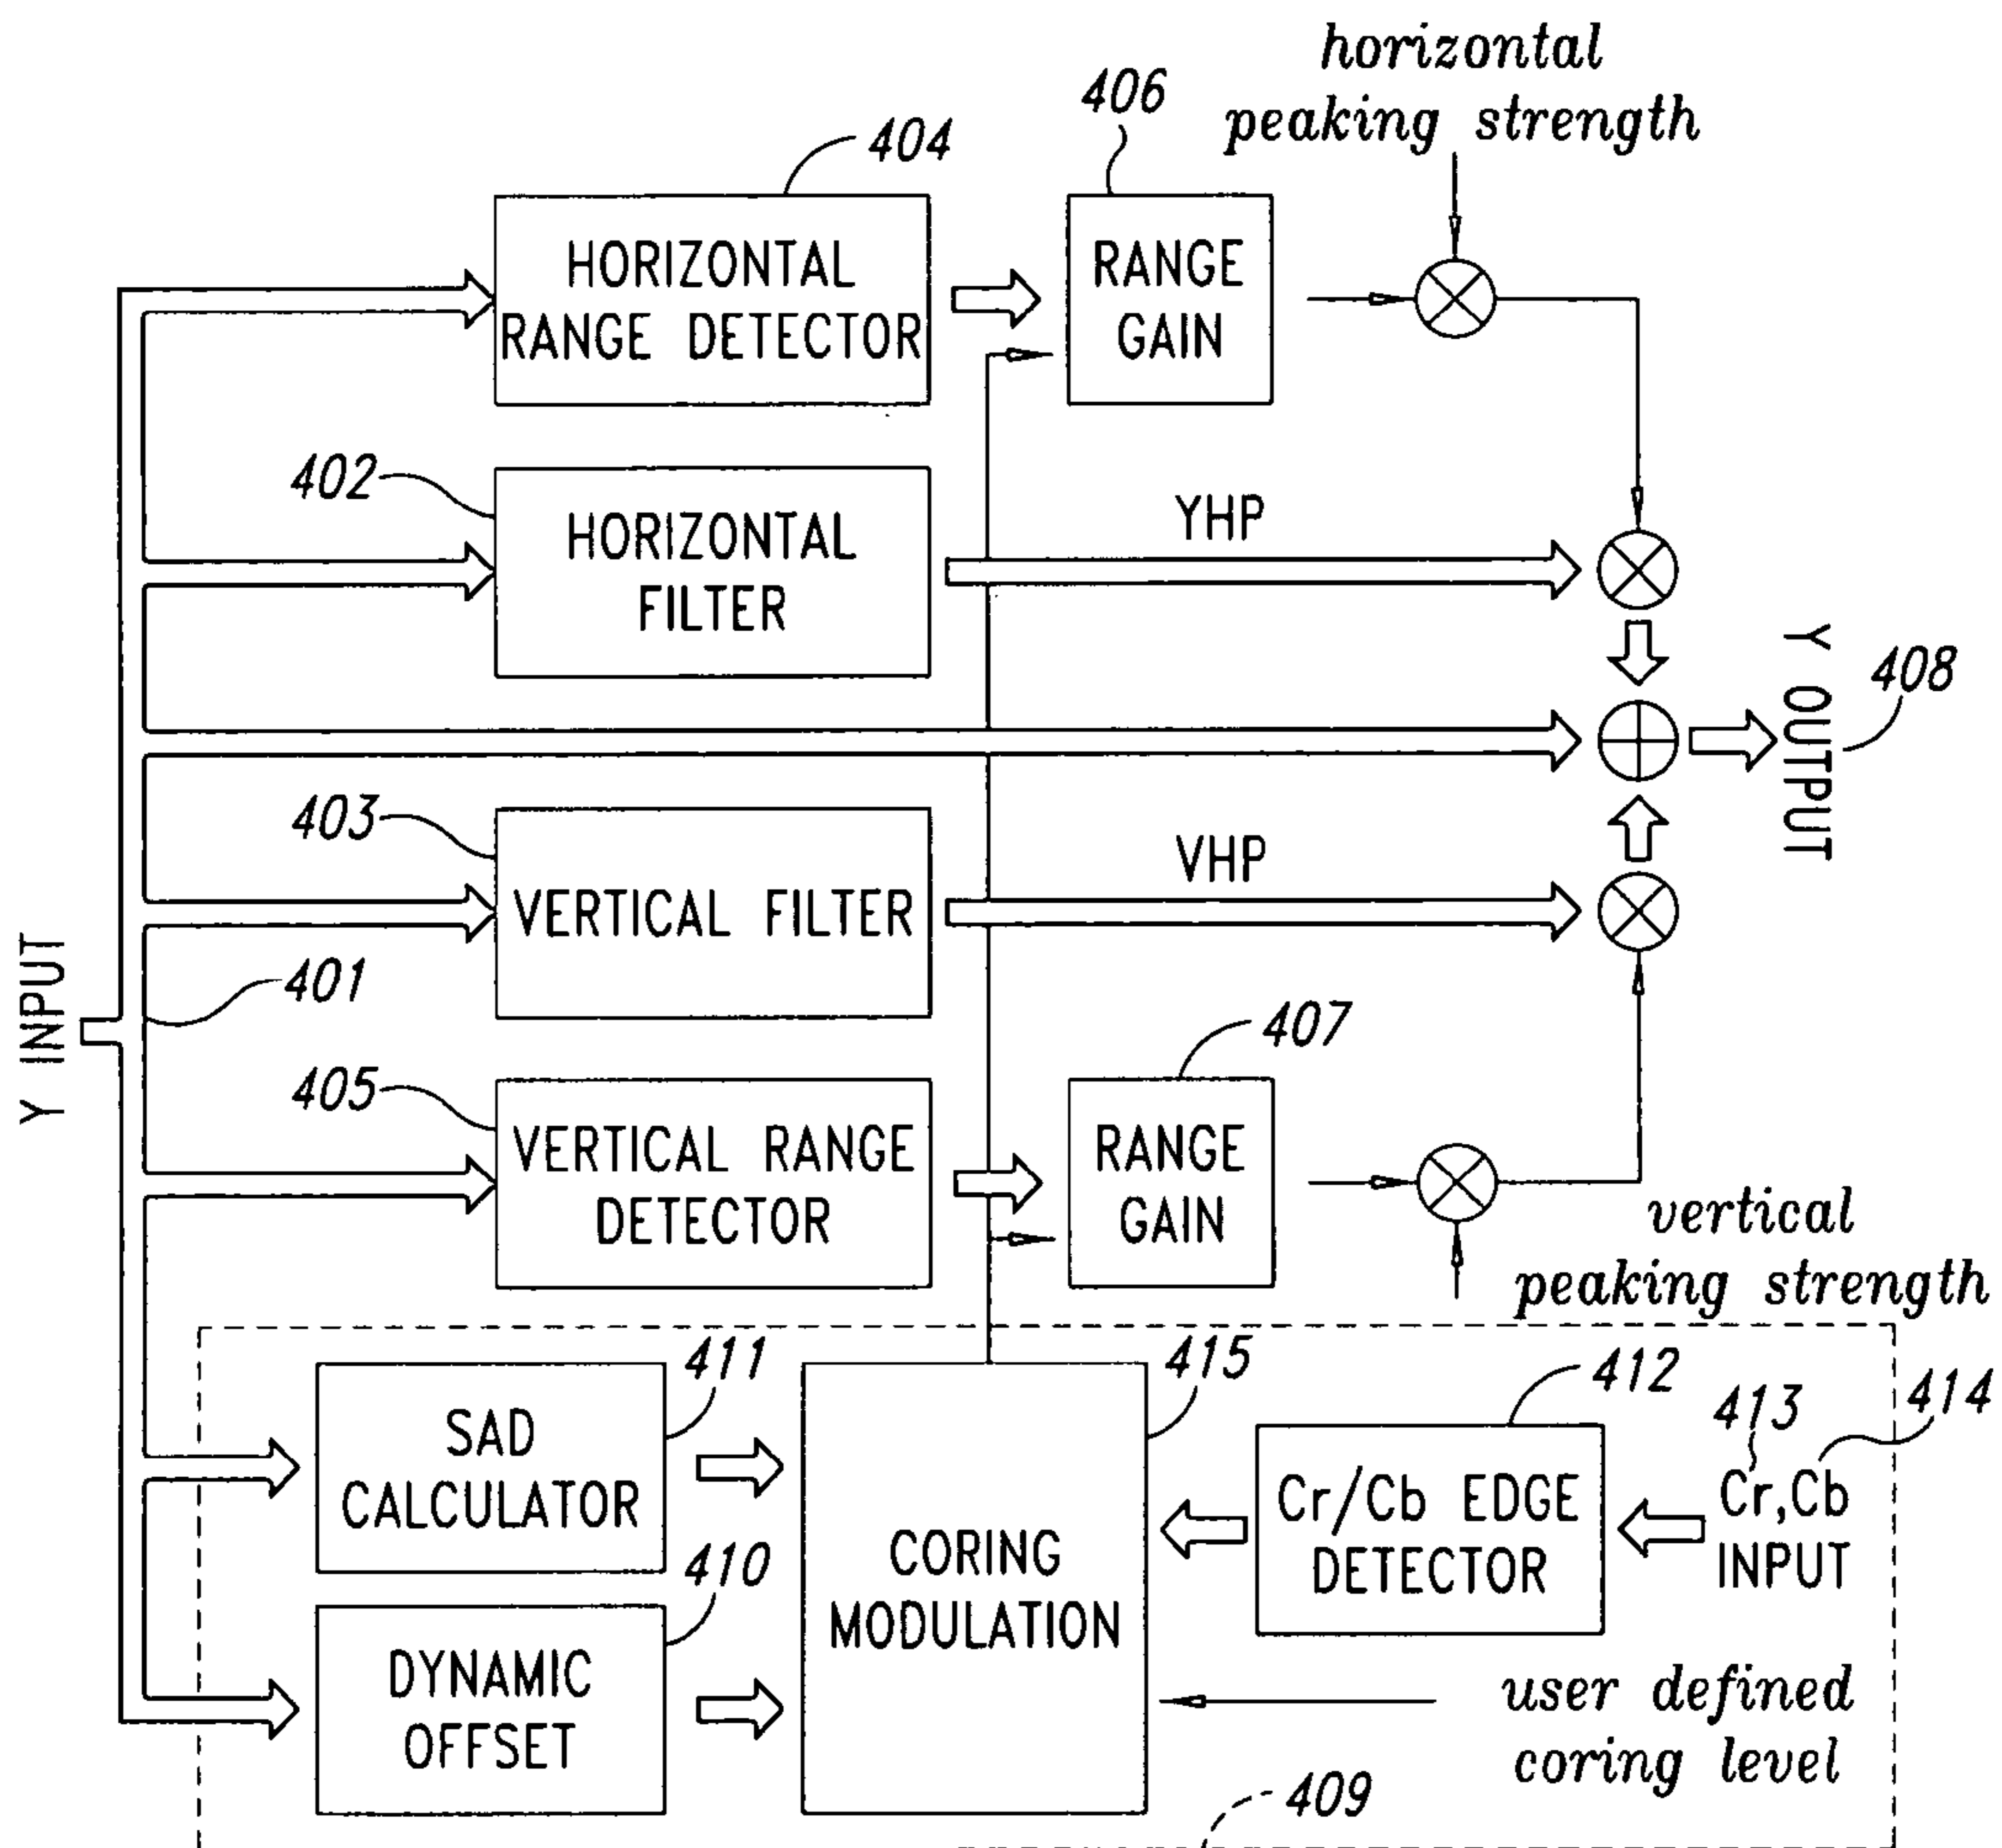 horizontal
peaking strength
406
404
HORIZONTAL
RANGE DETECTOR
RANGE
GAIN
402
HORIZONTAL
FILTER
YHP
Y OUTPUT
408
403
VERTICAL FILTER
VHP
Y INPUT
401
407
405
VERTICAL RANGE
DETECTOR
RANGE
GAIN
vertical
peaking strength
411
415
412
413
414
SAD
CALCULATOR
Cr/Cb EDGE
DETECTOR
Cr,Cb
INPUT
CORING
MODULATION
410
DYNAMIC
OFFSET
user defined
coring level
409